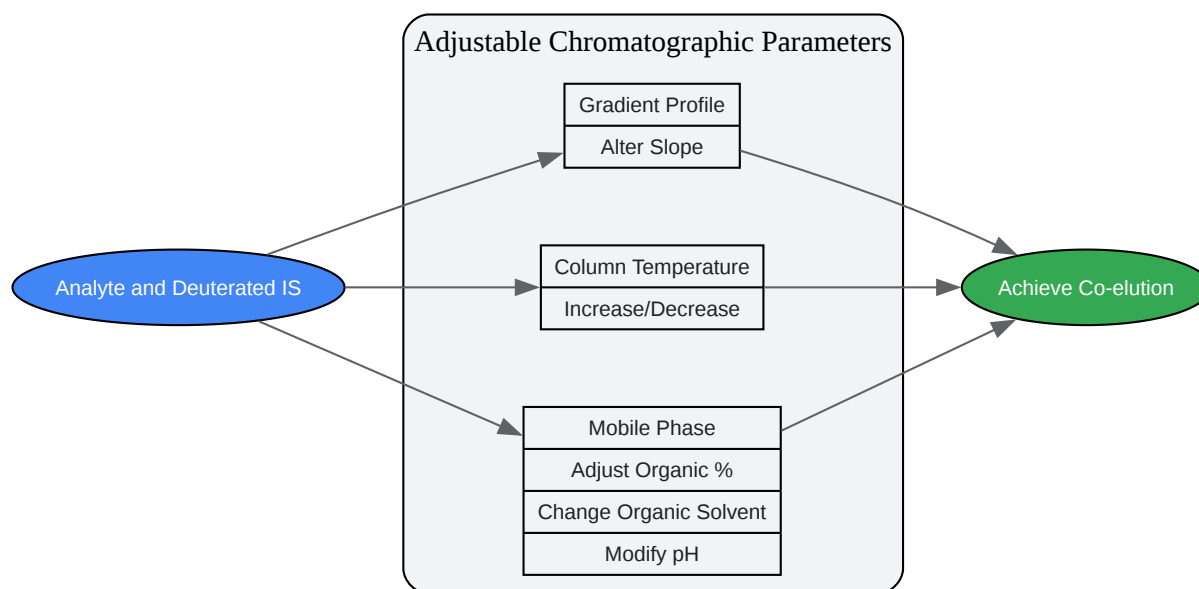 Adjustable Chromatographic Parameters
Gradient Profile
Alter Slope
Analyte and Deuterated IS
Column Temperature
Increase/Decrease
Achieve Co-elution
Mobile Phase
Adjust Organic %
Change Organic Solvent
Modify pH